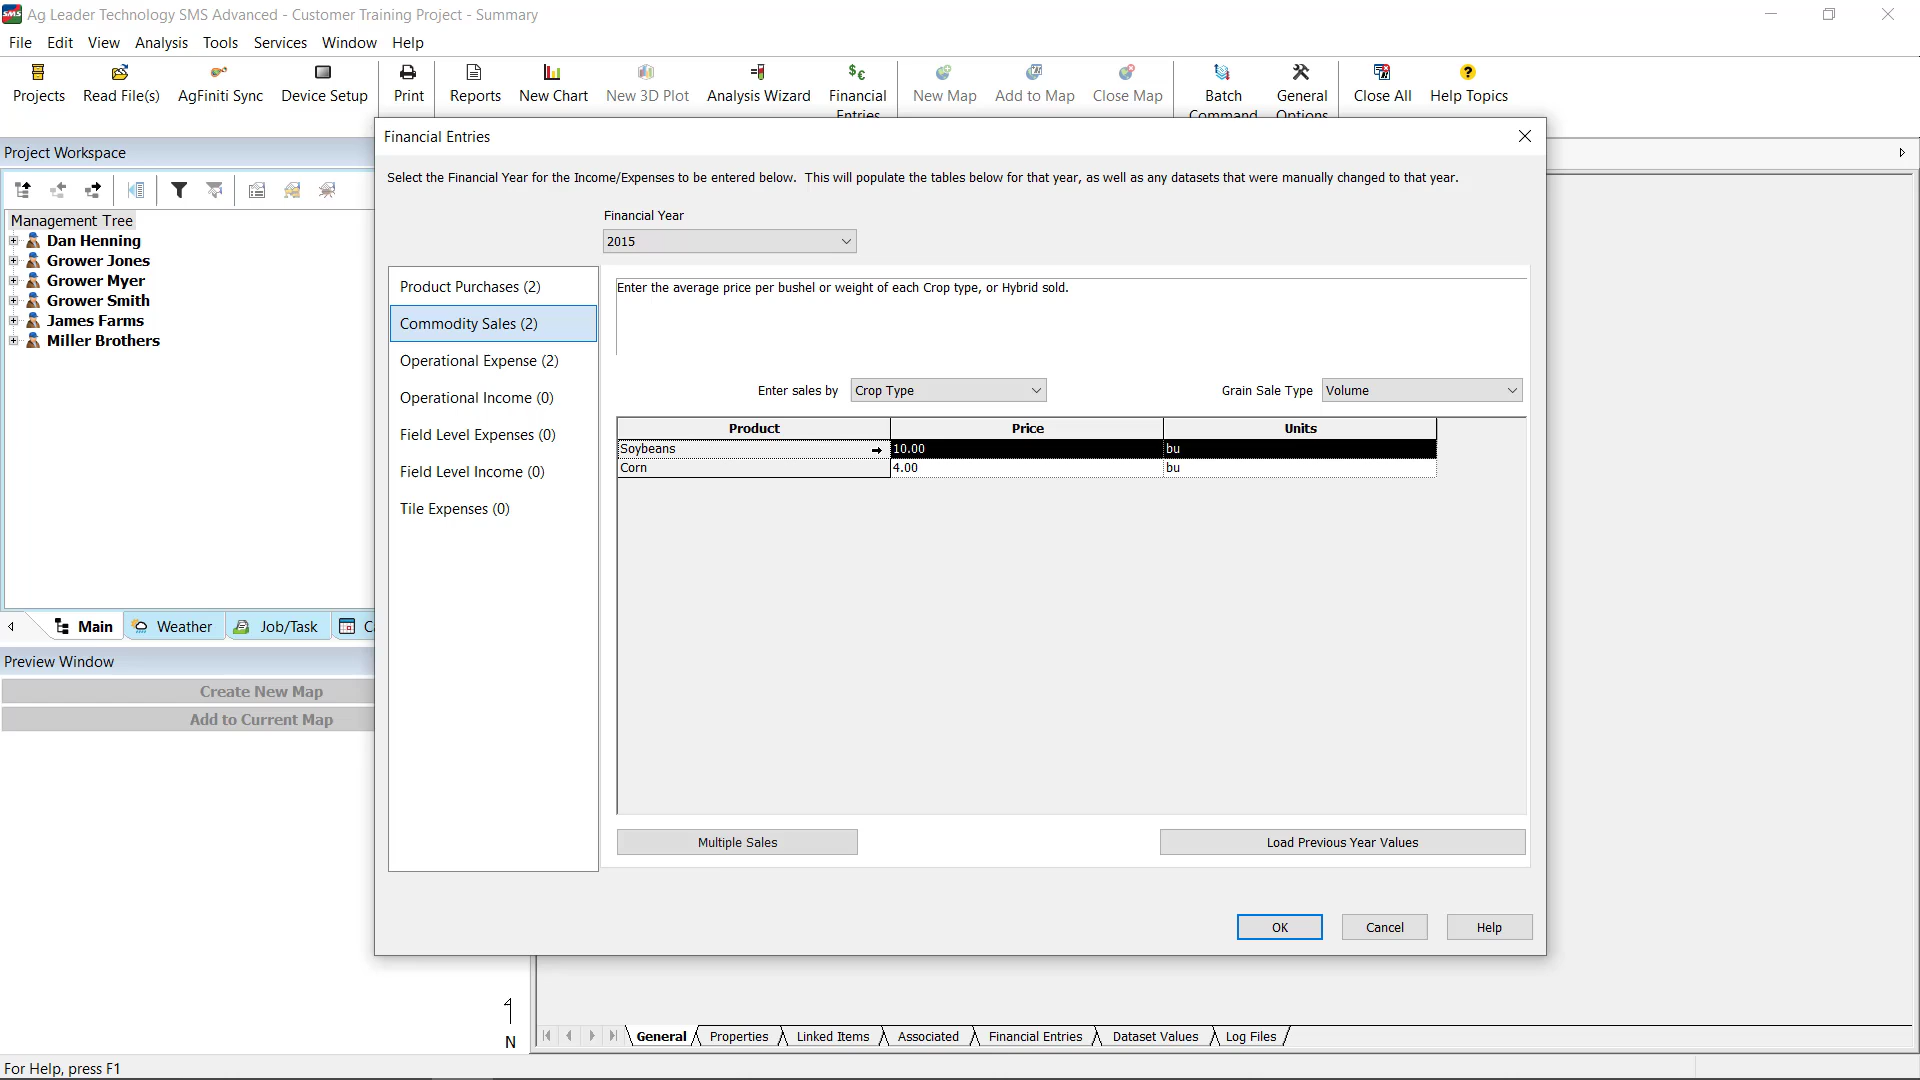 SMS Ag Leader Technology SMS Advanced - Customer Training Project - Summary
File Edit View Analysis Tools Services Window Help
Projects Read File(s) AgFiniti Sync Device Setup Print Reports New Chart New 3D Plot Analysis Wizard Financial Entries New Map Add to Map Close Map Batch Command General Options Close All Help Topics
Project Workspace
Management Tree
Dan Henning
Grower Jones
Grower Myer
Grower Smith
James Farms
Miller Brothers
Main Weather Job/Task
Preview Window
Create New Map
Add to Current Map
N
Financial Entries
Select the Financial Year for the Income/Expenses to be entered below. This will populate the tables below for that year, as well as any datasets that were manually changed to that year.
Financial Year
2015
Product Purchases (2)
Commodity Sales (2)
Operational Expense (2)
Operational Income (0)
Field Level Expenses (0)
Field Level Income (0)
Tile Expenses (0)
Enter the average price per bushel or weight of each Crop type, or Hybrid sold.
Enter sales by Crop Type Grain Sale Type Volume
Product Price Units
Soybeans 10.00 bu
Corn 4.00 bu
Multiple Sales Load Previous Year Values
OK Cancel Help
General Properties Linked Items Associated Financial Entries Dataset Values Log Files
For Help, press F1